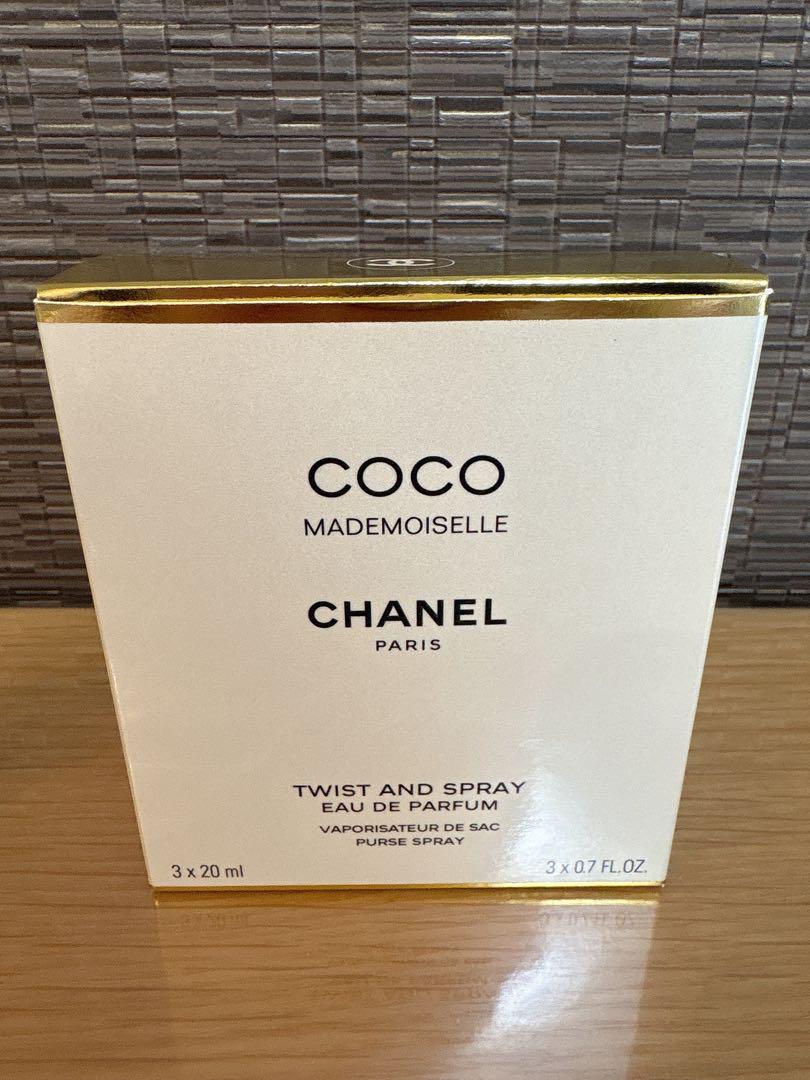 COCO
MADEMOISELLE
CHANEL
PARIS
TWIST AND SPRAY
EAU DE PARFUM
VAPORISATEUR DE SAC
PURSE SPRAY
3 x 20 ml
3 x 0.7 FL.OZ.